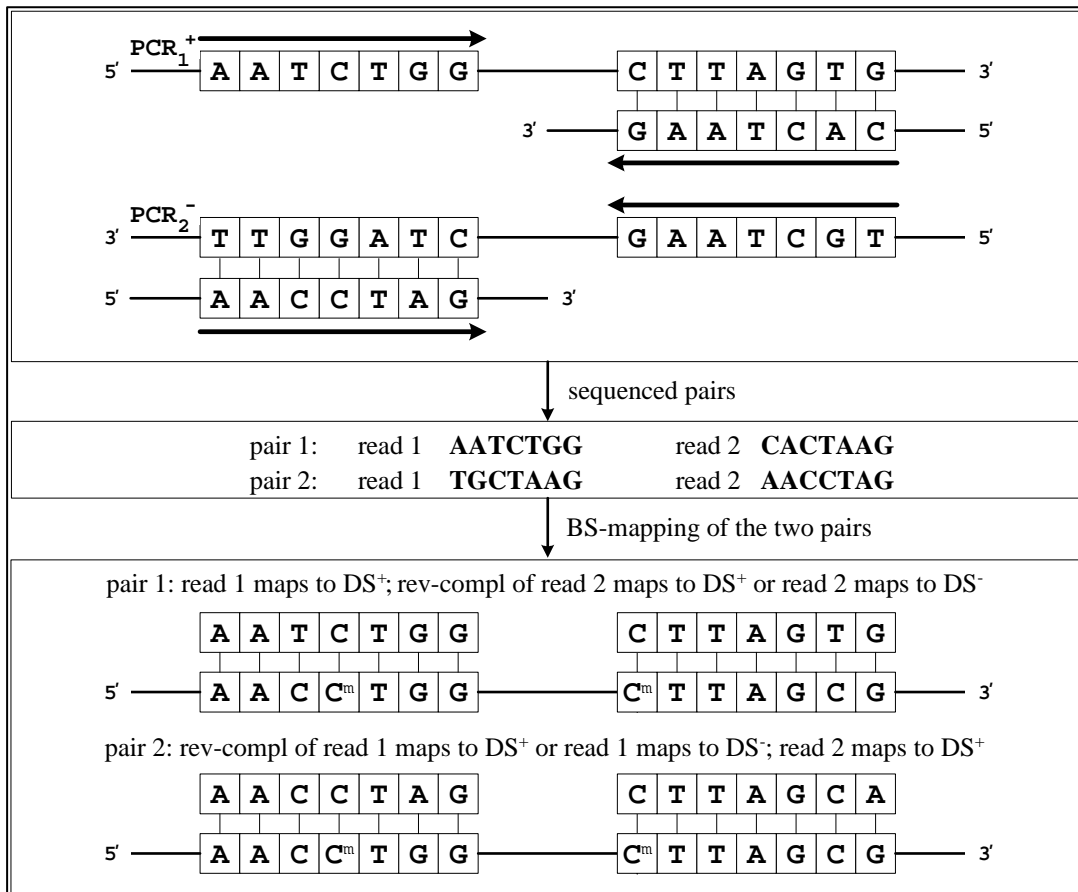 PCR₁⁺
5′ A A T C T G G C T T A G T G 3′
3′ G A A T C A C 5′
PCR₂⁻
3′ T T G G A T C G A A T C G T 5′
5′ A A C C T A G 3′
sequenced pairs
pair 1: read 1 AATCTGG read 2 CACTAAG
pair 2: read 1 TGCTAAG read 2 AACCTAG
BS-mapping of the two pairs
pair 1: read 1 maps to DS⁺; rev-compl of read 2 maps to DS⁺ or read 2 maps to DS⁻
A A T C T G G C T T A G T G
5′ A A C Cᵐ T G G Cᵐ T T A G C G 3′
pair 2: rev-compl of read 1 maps to DS⁺ or read 1 maps to DS⁻; read 2 maps to DS⁺
A A C C T A G C T T A G C A
5′ A A C Cᵐ T G G Cᵐ T T A G C G 3′